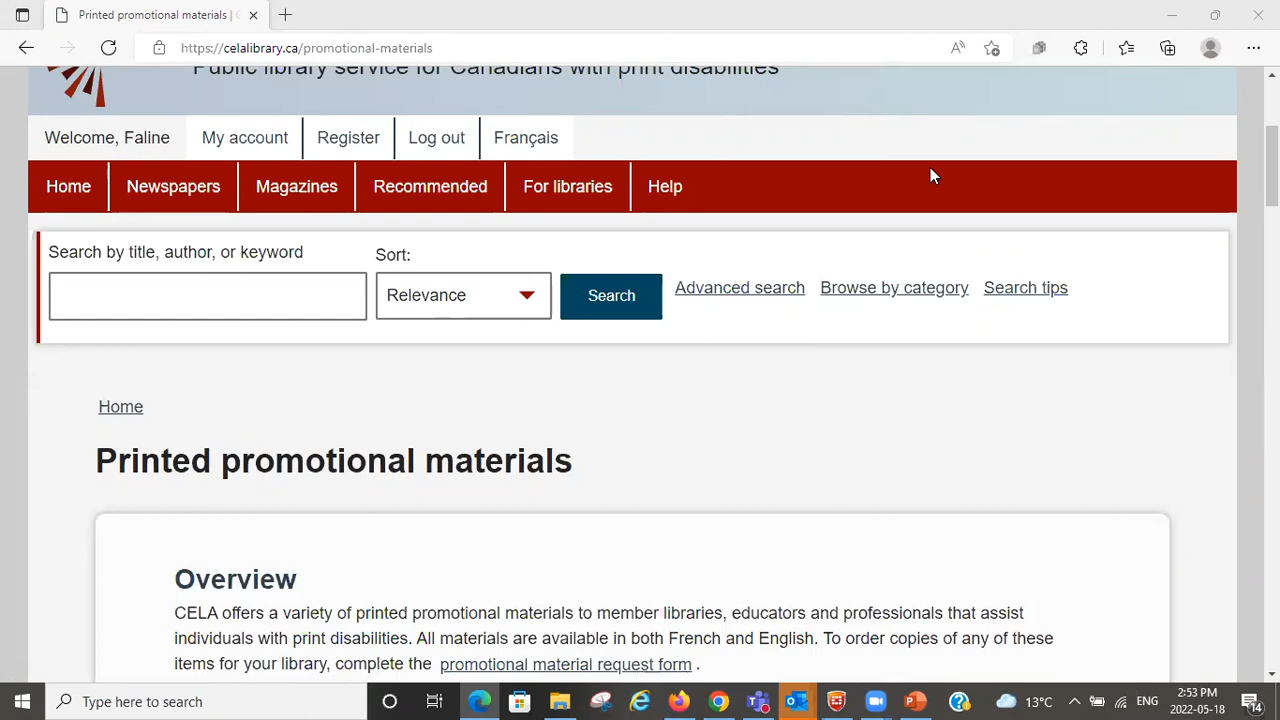 Printed promotional materials | C
https://celalibrary.ca/promotional-materials
Public library service for Canadians with print disabilities
Welcome, Faline
My account
Register
Log out
Français
Home
Newspapers
Magazines
Recommended
For libraries
Help
Search by title, author, or keyword
Sort:
Relevance
Search
Advanced search
Browse by category
Search tips
Home
Printed promotional materials
Overview
CELA offers a variety of printed promotional materials to member libraries, educators and professionals that assist
individuals with print disabilities. All materials are available in both French and English. To order copies of any of these
items for your library, complete the promotional material request form .
Type here to search
13°C
ENG
2:53 PM
2022-05-18
14